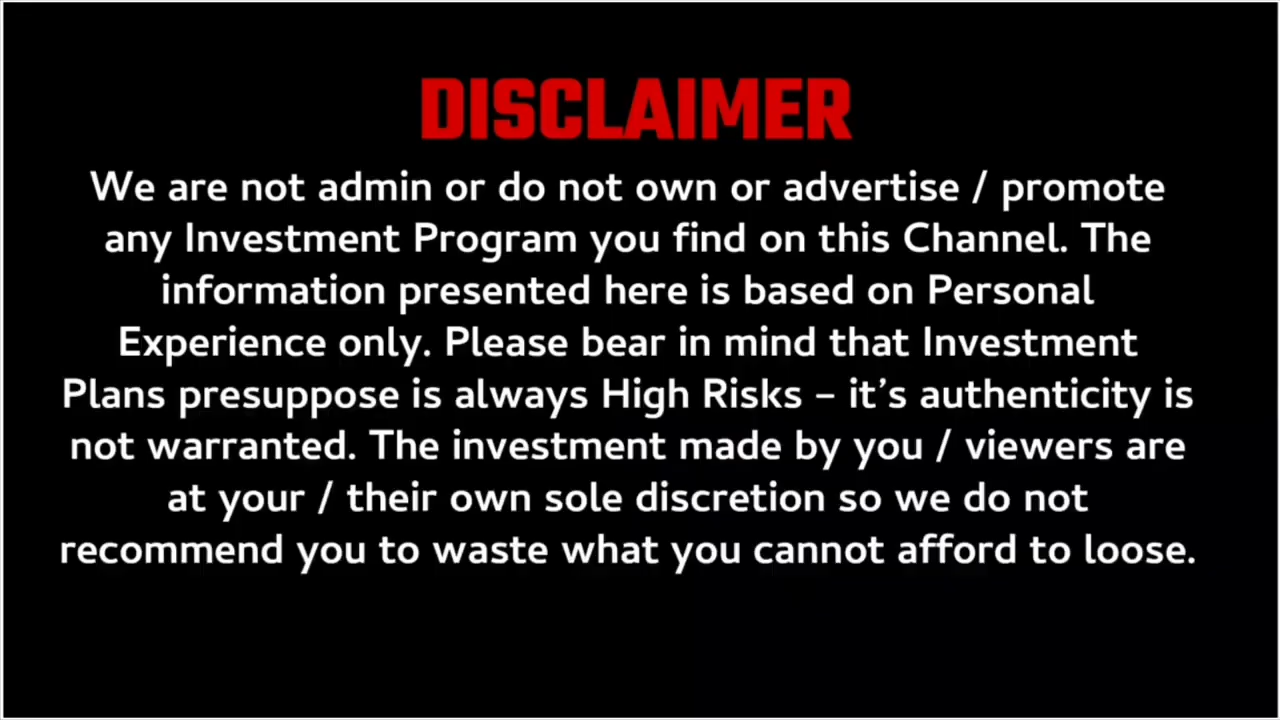 DISCLAIMER
We are not admin or do not own or advertise / promote
any Investment Program you find on this Channel. The
information presented here is based on Personal
Experience only. Please bear in mind that Investment
Plans presuppose is always High Risks – it’s authenticity is
not warranted. The investment made by you / viewers are
at your / their own sole discretion so we do not
recommend you to waste what you cannot afford to loose.